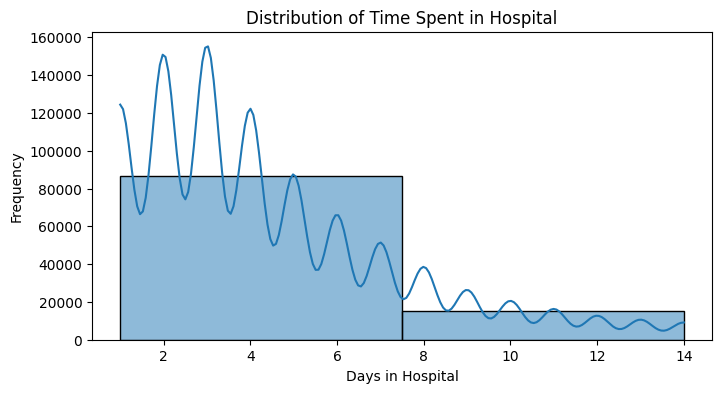 Distribution of Time Spent in Hospital
160000
140000
120000
100000
80000
60000
40000
20000
0
Frequency
2 4 6 8 10 12 14
Days in Hospital